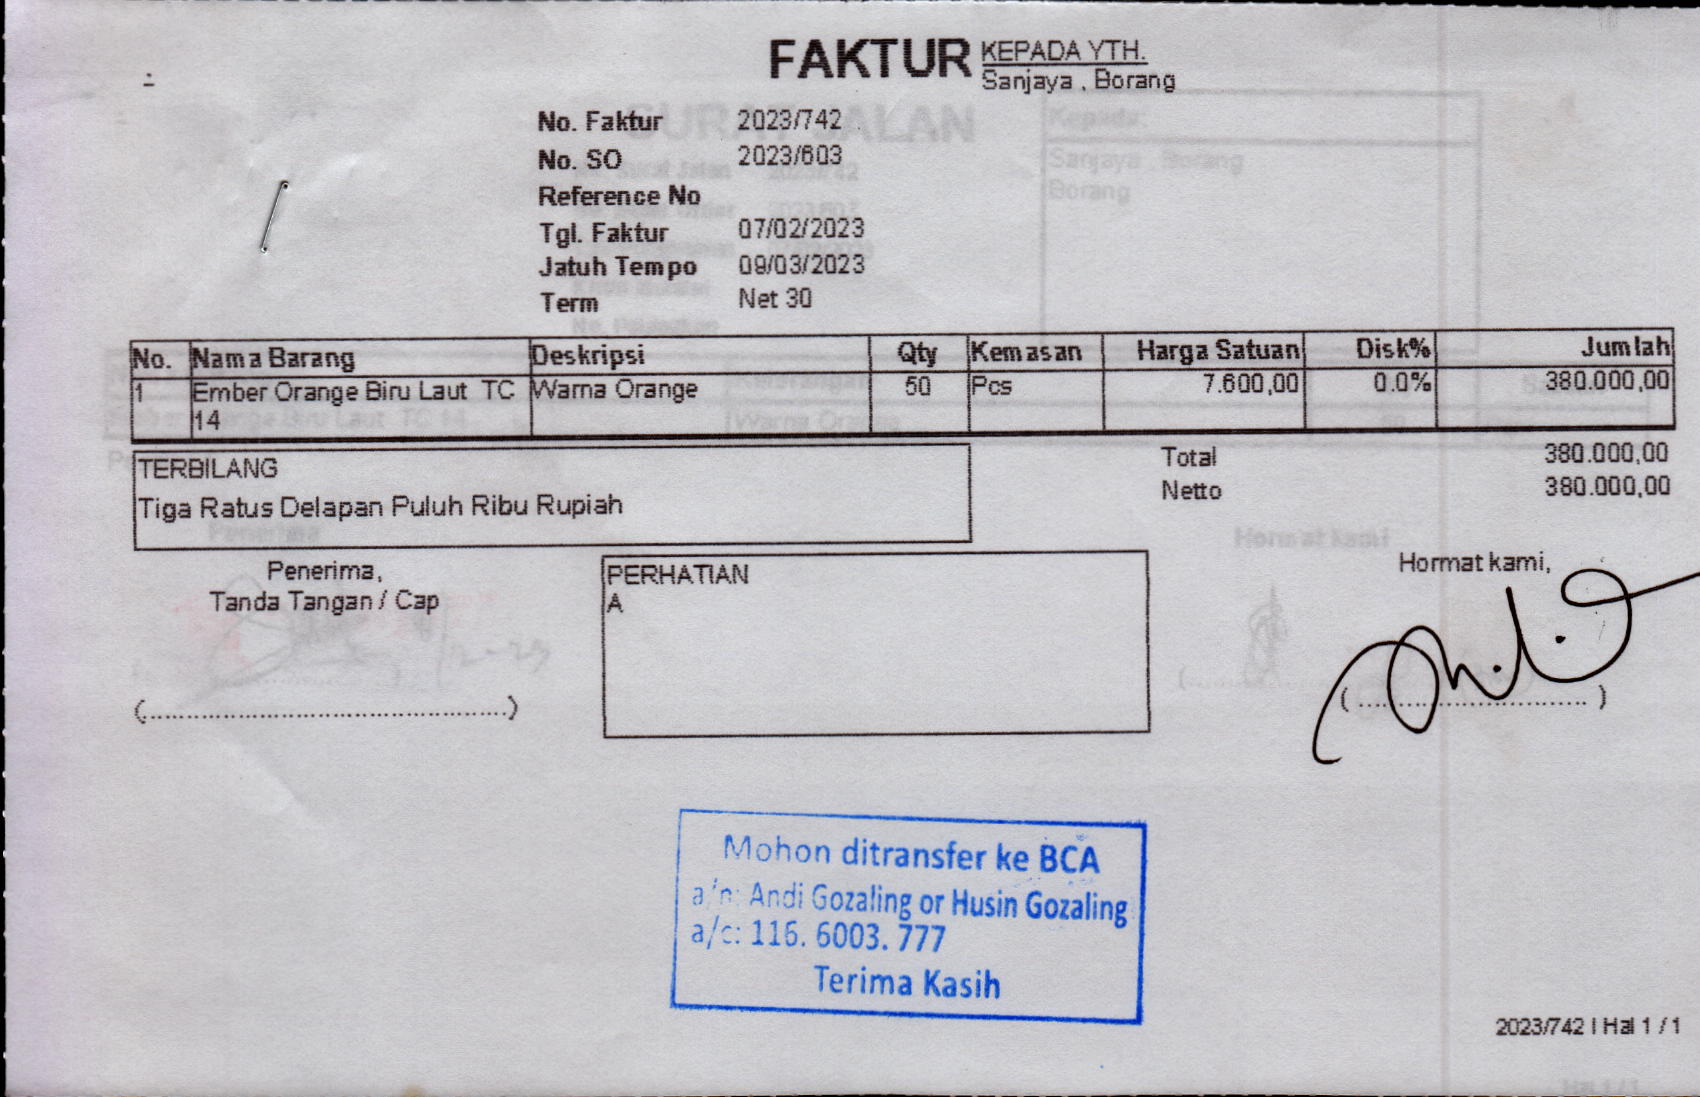 FAKTUR
KEPADA YTH.
Sanjaya , Borang
No. Faktur 2023/742
No. SO 2023/603
Reference No
Tgl. Faktur 07/02/2023
Jatuh Tempo 09/03/2023
Term Net 30
No. Nama Barang Deskripsi Qty Kemasan Harga Satuan Disk% Jumlah
1 Ember Orange Biru Laut TC Warna Orange 50 Pcs 7.600,00 0.0% 380.000,00
14
TERBILANG
Tiga Ratus Delapan Puluh Ribu Rupiah
Total 380.000,00
Netto 380.000,00
Penerima,
Tanda Tangan / Cap
PERHATIAN
A
Hormat kami,
Mohon ditransfer ke BCA
a/n: Andi Gozaling or Husin Gozaling
a/c: 116. 6003. 777
Terima Kasih
2023/742 | Hal 1 / 1